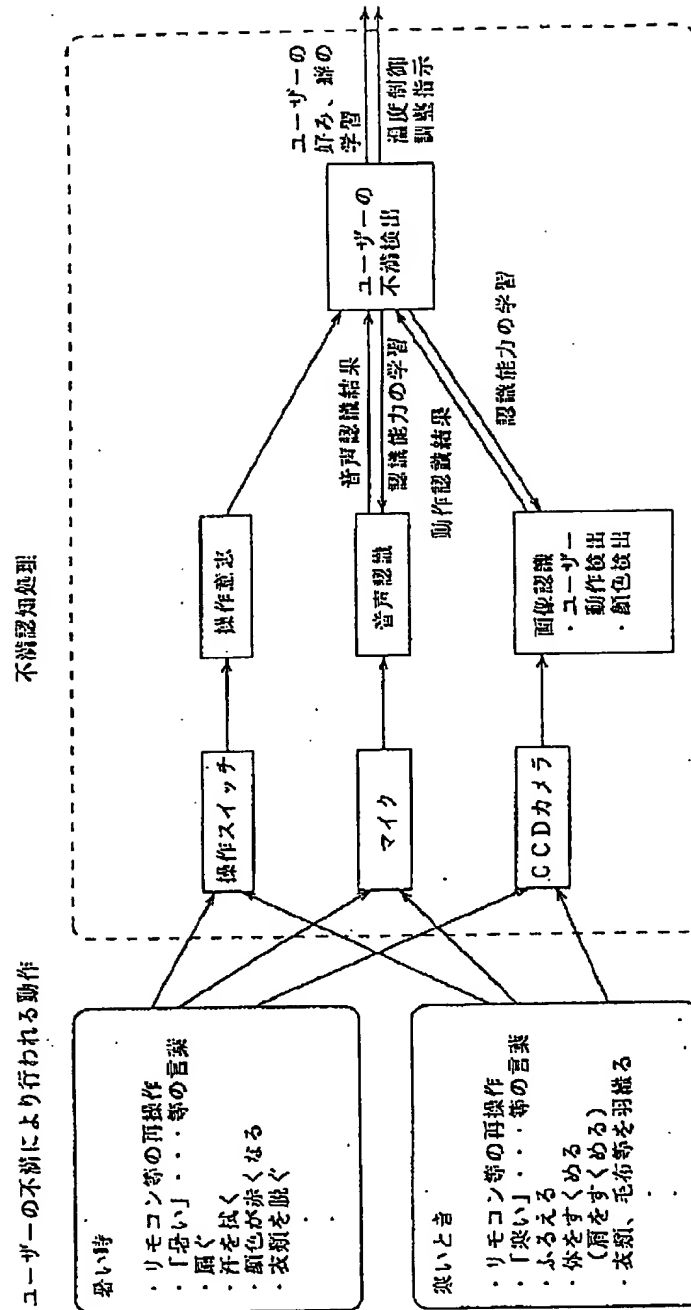 ユーザーの不満により行われる動作
不満認知処理
暑い時
・リモコン等の再操作
・「暑い」・・・等の言葉
・扇ぐ
・汗を拭く
・顔色が赤くなる
・衣類を脱ぐ
寒いと言
・リモコン等の再操作
・「寒い」・・・等の言葉
・ふるえる
・体をすくめる
(肩をすくめる)
・衣類、毛布等を羽織る
操作スイッチ
マイク
CCDカメラ
操作意志
音声認識
画像認識
・ユーザー
動作検出
・顔色検出
音声認識結果
認識能力の学習
動作認識結果
認識能力の学習
ユーザーの
不満検出
ユーザーの
好み、癖の
学習
温度制御
調整指示